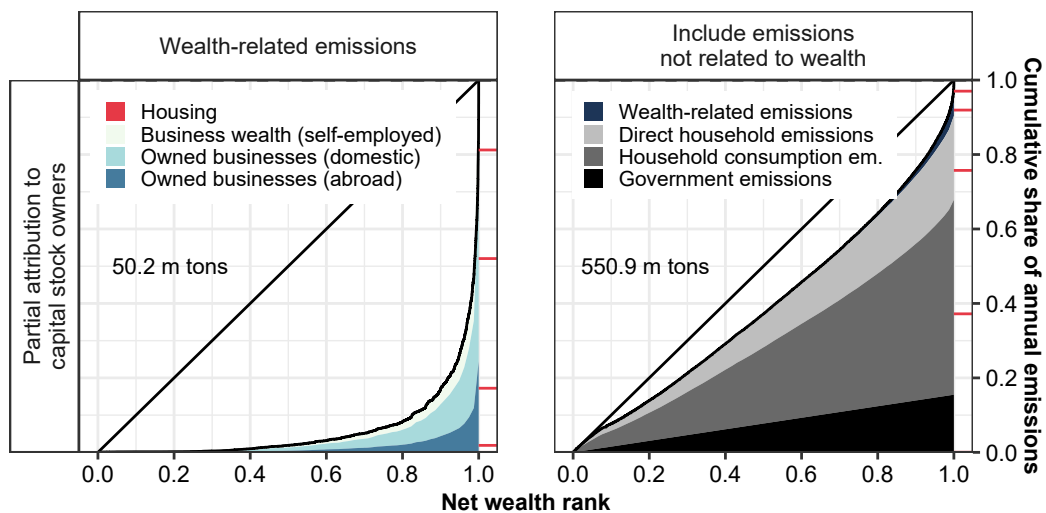 Wealth-related emissions
Include emissions
not related to wealth
Partial attribution to
capital stock owners
Housing
Business wealth (self-employed)
Owned businesses (domestic)
Owned businesses (abroad)
50.2 m tons
Wealth-related emissions
Direct household emissions
Household consumption em.
Government emissions
550.9 m tons
1.0
0.8
0.6
0.4
0.2
0.0
Cumulative share of annual emissions
0.0 0.2 0.4 0.6 0.8 1.0
0.0 0.2 0.4 0.6 0.8 1.0
Net wealth rank